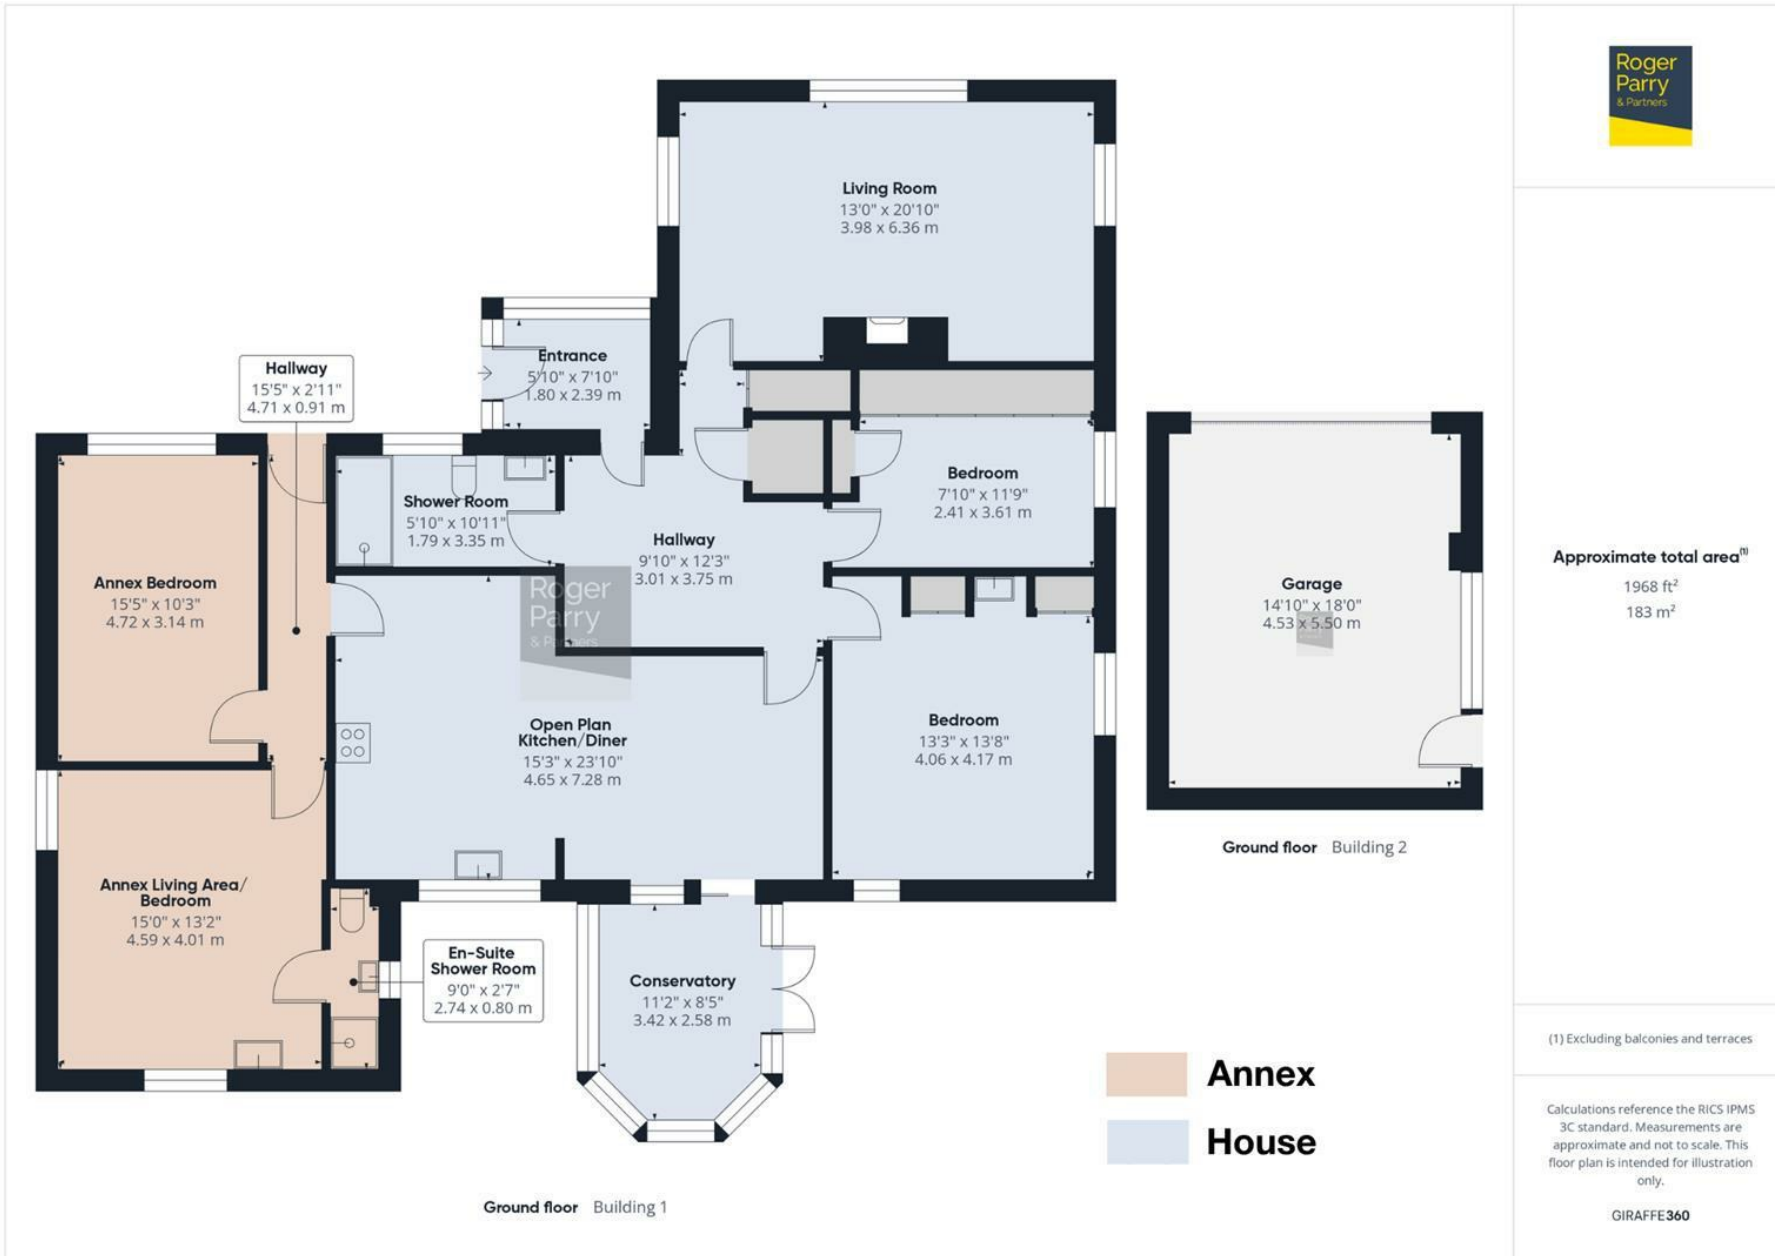 Roger
Parry
& Partners
Living Room
13'0" x 20'10"
3.98 x 6.36 m
Entrance
5'10" x 7'10"
1.80 x 2.39 m
Hallway
15'5" x 2'11"
4.71 x 0.91 m
Shower Room
5'10" x 10'11"
1.79 x 3.35 m
Bedroom
7'10" x 11'9"
2.41 x 3.61 m
Hallway
9'10" x 12'3"
3.01 x 3.75 m
Annex Bedroom
15'5" x 10'3"
4.72 x 3.14 m
Roger
Parry
& Partners
Open Plan
Kitchen/Diner
15'3" x 23'10"
4.65 x 7.28 m
Bedroom
13'3" x 13'8"
4.06 x 4.17 m
Garage
14'10" x 18'0"
4.53 x 5.50 m
Ground floor Building 2
Annex Living Area/
Bedroom
15'0" x 13'2"
4.59 x 4.01 m
En-Suite
Shower Room
9'0" x 2'7"
2.74 x 0.80 m
Conservatory
11'2" x 8'5"
3.42 x 2.58 m
Annex
House
Ground floor Building 1
Approximate total area(1)
1968 ft²
183 m²
(1) Excluding balconies and terraces
Calculations reference the RICS IPMS
3C standard. Measurements are
approximate and not to scale. This
floor plan is intended for illustration
only.
GIRAFFE360